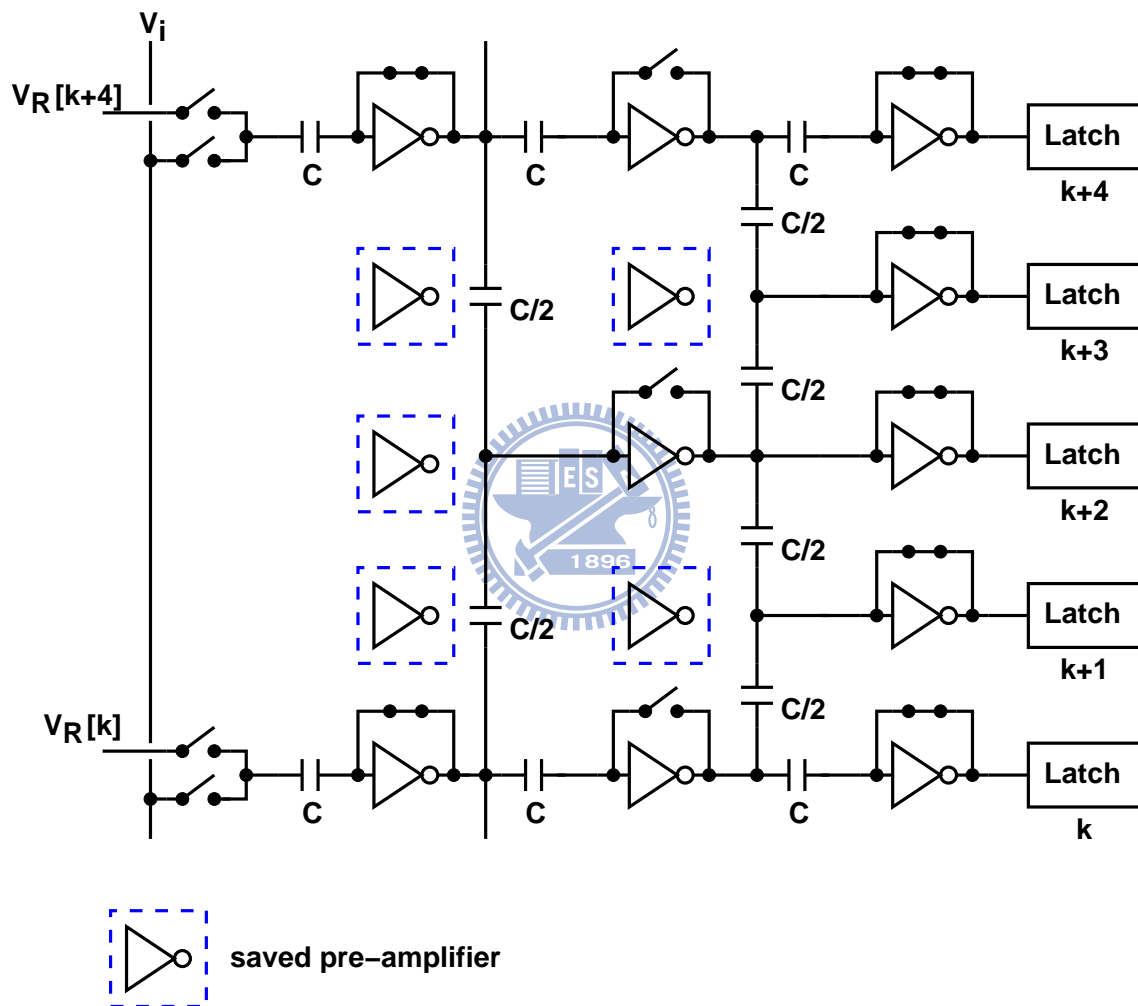 Vi
VR [k+4]
C
C
C
Latch
k+4
C/2
C/2
Latch
k+3
C/2
ES
Latch
k+2
C/2
1896
C/2
Latch
k+1
C/2
VR [k]
C
C
C
Latch
k
saved pre−amplifier